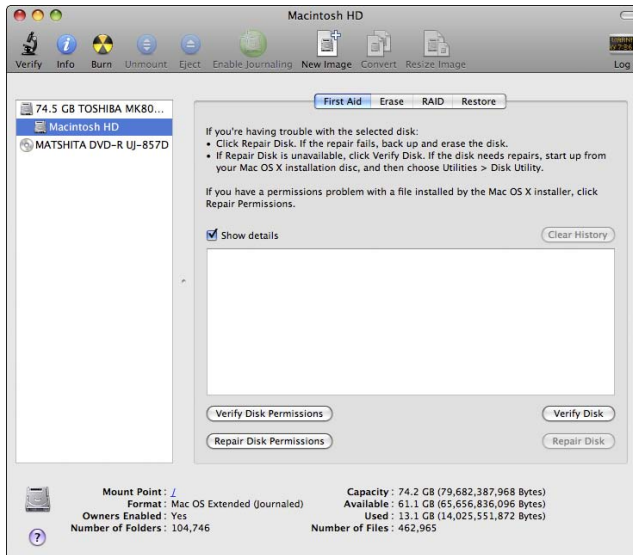 Macintosh HD
Verify Info Burn Unmount Eject Enable Journaling New Image Convert Resize Image Log
74.5 GB TOSHIBA MK80...
Macintosh HD
MATSHITA DVD-R UJ-857D
First Aid Erase RAID Restore
If you're having trouble with the selected disk:
• Click Repair Disk. If the repair fails, back up and erase the disk.
• If Repair Disk is unavailable, click Verify Disk. If the disk needs repairs, start up from
your Mac OS X installation disc, and then choose Utilities > Disk Utility.
If you have a permissions problem with a file installed by the Mac OS X installer, click
Repair Permissions.
Show details
Clear History
Verify Disk Permissions
Verify Disk
Repair Disk Permissions
Repair Disk
Mount Point : /
Format : Mac OS Extended (Journaled)
Owners Enabled : Yes
Number of Folders : 104,746
Capacity : 74.2 GB (79,682,387,968 Bytes)
Available : 61.1 GB (65,656,836,096 Bytes)
Used : 13.1 GB (14,025,551,872 Bytes)
Number of Files : 462,965
?